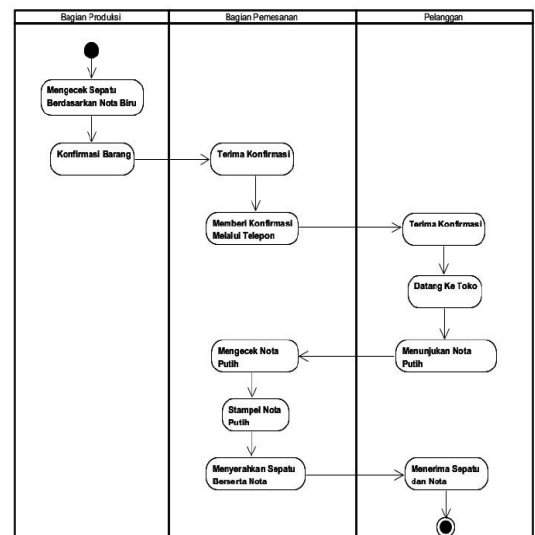 Bagian Produksi
Bagian Pemesanan
Pelanggan
Mengecek Sepatu
Berdasarkan Nota Biru
Konfirmasi Barang
Terima Konfirmasi
Memberi Konfirmasi
Melalui Telepon
Terima Konfirmasi
Datang Ke Toko
Menunjukan Nota
Putih
Mengecek Nota
Putih
Stampel Nota
Putih
Menyerahkan Sepatu
Berserta Nota
Menerima Sepatu
dan Nota